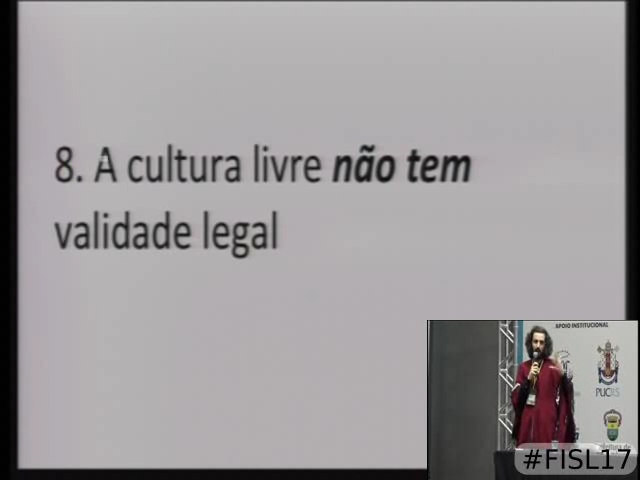 8. A cultura livre não tem
validade legal
APOIO INSTITUCIONAL
PUCRS
#FISL17